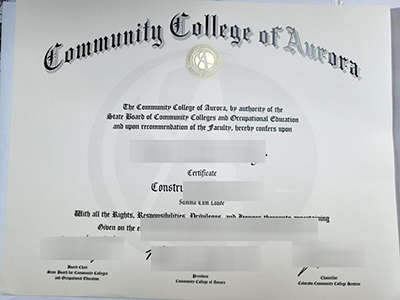 Community College of Aurora
The Community College of Aurora, by authority of the
State Board of Community Colleges and Occupational Education
and upon recommendation of the Faculty, hereby confers upon
Certificate
Constru
Summa Cum Laude
With all the Rights, Responsibilities, Privileges, and Honors thereunto appertaining
Given on the
Board Chair
State Board for Community Colleges
and Occupational Education
President
Community College of Aurora
Chancellor
Colorado Community College System